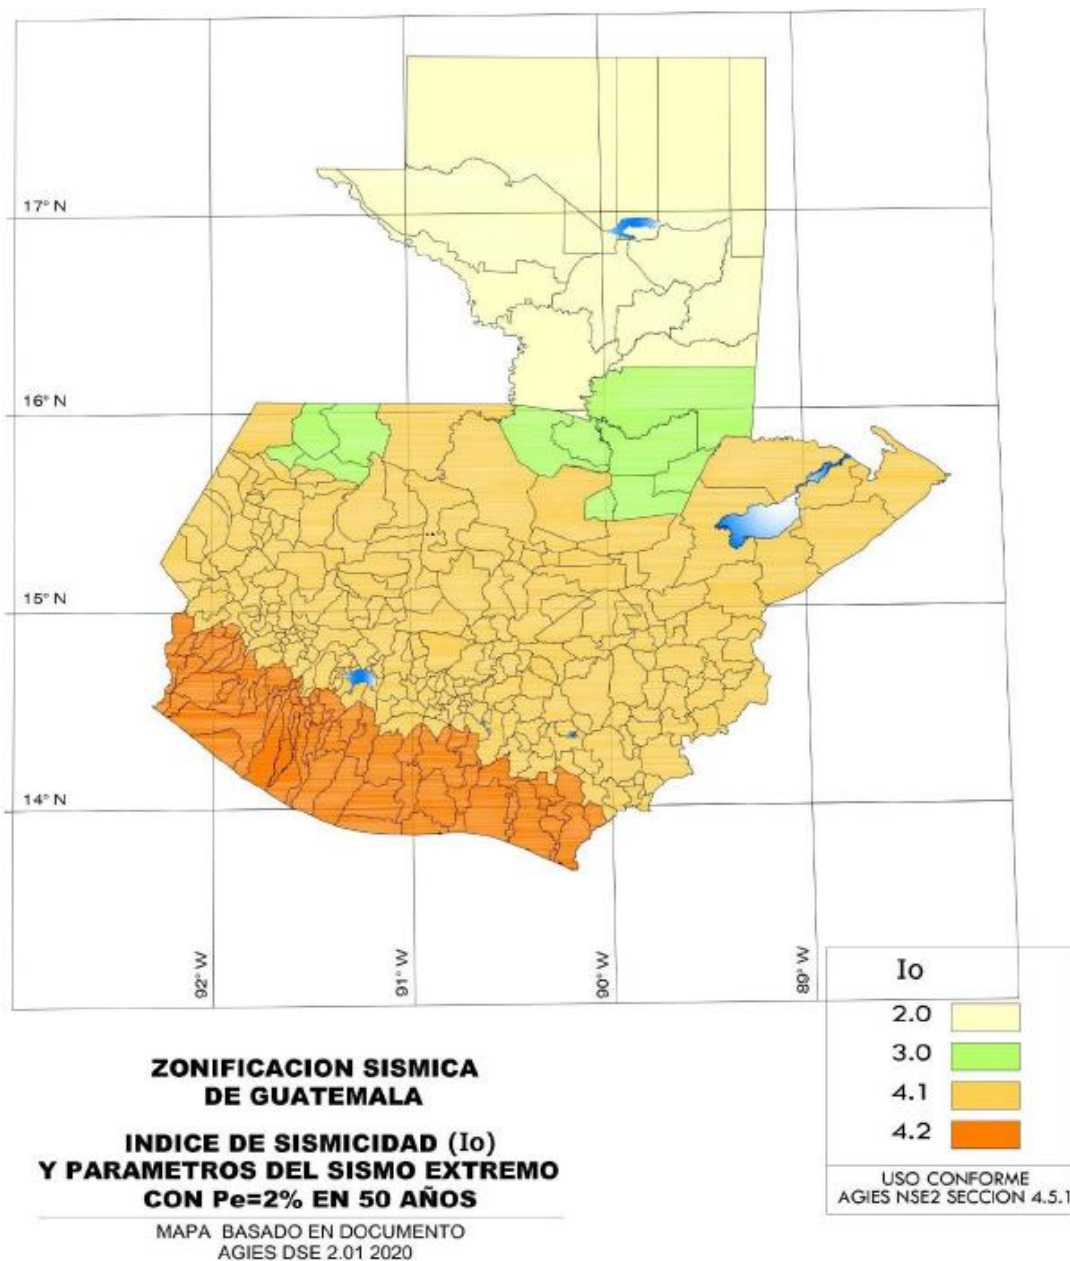 17° N
16° N
15° N
14° N
92° W
91° W
90° W
89° W
Io
2.0
3.0
4.1
4.2
USO CONFORME
AGIES NSE2 SECCION 4.5.1
ZONIFICACION SISMICA
DE GUATEMALA
INDICE DE SISMICIDAD (Io)
Y PARAMETROS DEL SISMO EXTREMO
CON Pe=2% EN 50 AÑOS
MAPA BASADO EN DOCUMENTO
AGIES DSE 2.01 2020